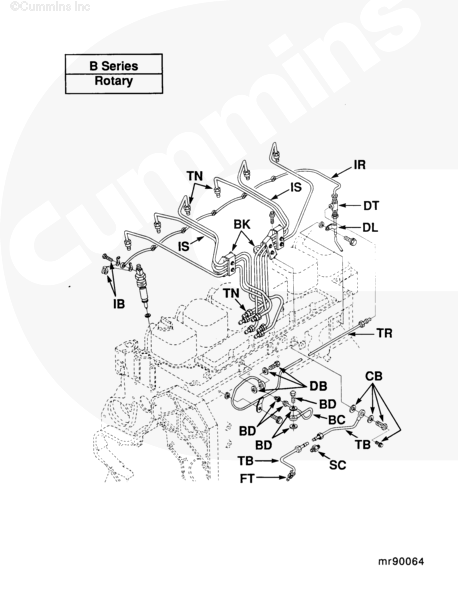 ©Cummins Inc
Cummins
B Series
Rotary
IR
TN
IS
DT
BK
DL
IS
IB
TN
TR
DB
CB
BD
BC
BD
BD
TB
TB
SC
FT
mr90064